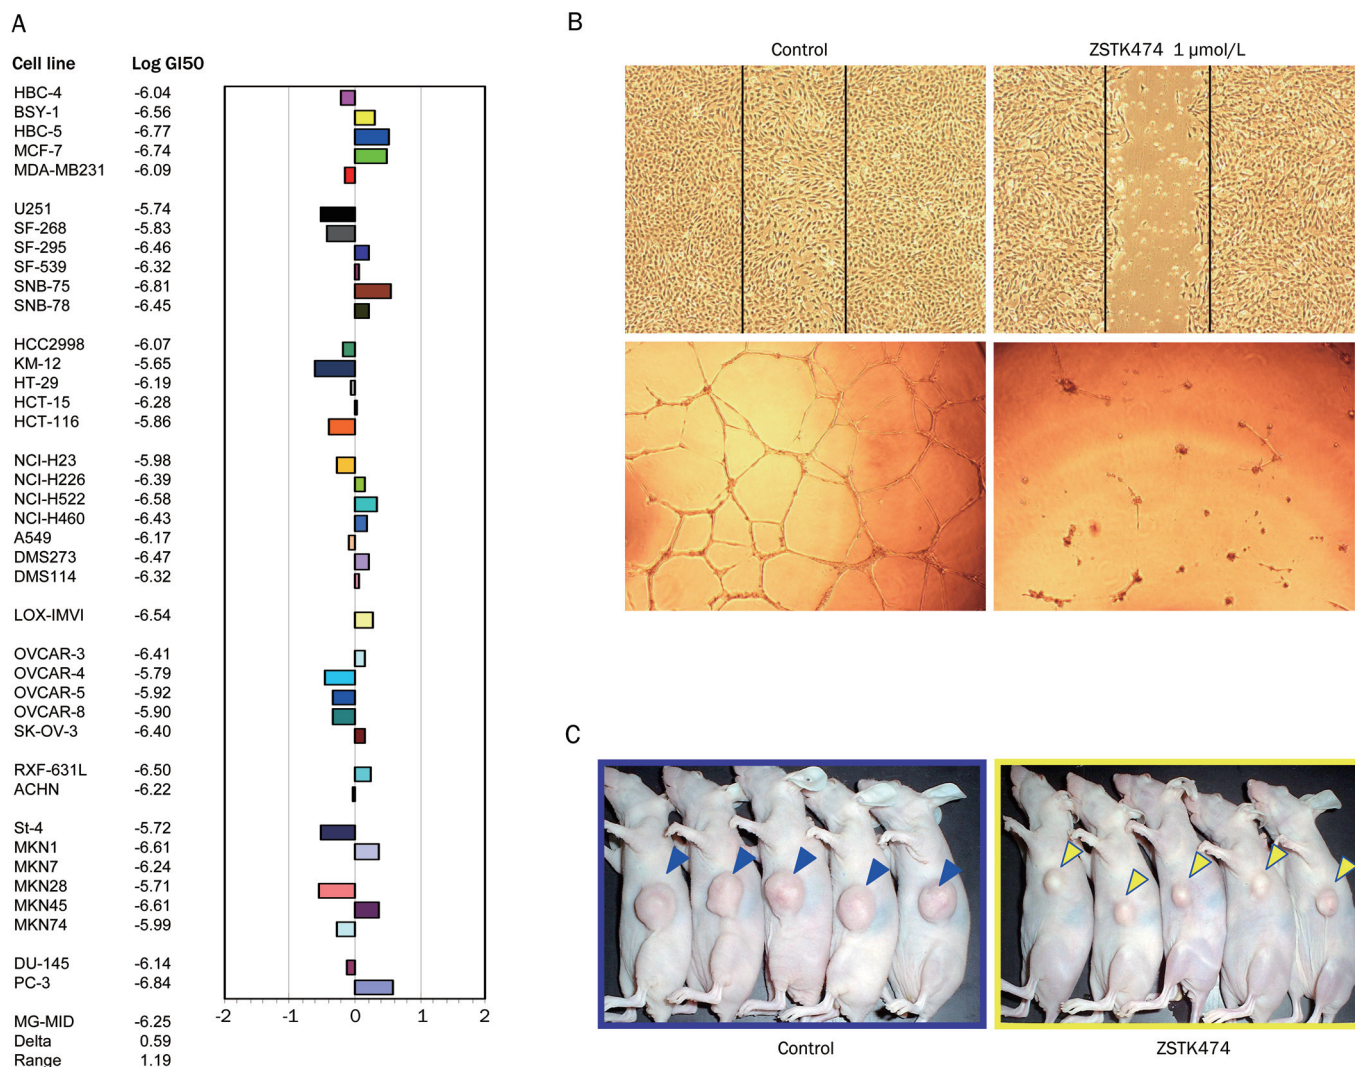 A
Cell line Log GI50
HBC-4 -6.04
BSY-1 -6.56
HBC-5 -6.77
MCF-7 -6.74
MDA-MB231 -6.09
U251 -5.74
SF-268 -5.83
SF-295 -6.46
SF-539 -6.32
SNB-75 -6.81
SNB-78 -6.45
HCC2998 -6.07
KM-12 -5.65
HT-29 -6.19
HCT-15 -6.28
HCT-116 -5.86
NCI-H23 -5.98
NCI-H226 -6.39
NCI-H522 -6.58
NCI-H460 -6.43
A549 -6.17
DMS273 -6.47
DMS114 -6.32
LOX-IMVI -6.54
OVCAR-3 -6.41
OVCAR-4 -5.79
OVCAR-5 -5.92
OVCAR-8 -5.90
SK-OV-3 -6.40
RXF-631L -6.50
ACHN -6.22
St-4 -5.72
MKN1 -6.61
MKN7 -6.24
MKN28 -5.71
MKN45 -6.61
MKN74 -5.99
DU-145 -6.14
PC-3 -6.84
MG-MID -6.25
Delta 0.59
Range 1.19
-2 -1 0 1 2
B
Control ZSTK474 1 μmol/L
C
Control ZSTK474